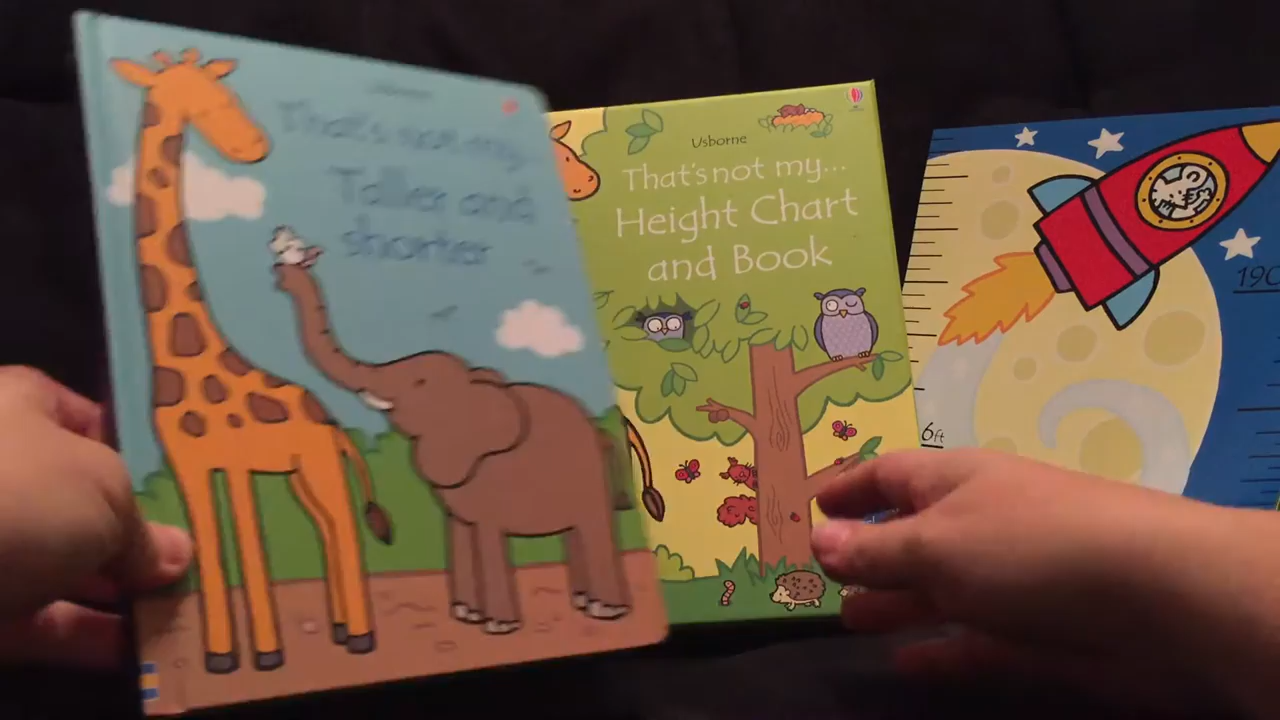 That's not my
Taller and
shorter
Usborne
That's not my...
Height Chart
and Book
6ft
190